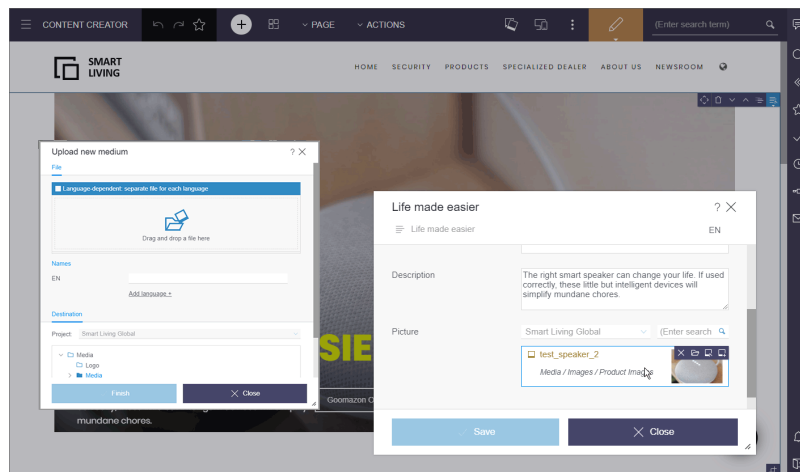 CONTENT CREATOR
PAGE
ACTIONS
(Enter search term)
SMART
LIVING
HOME SECURITY PRODUCTS SPECIALIZED DEALER ABOUT US NEWSROOM
Upload new medium
?
File
Language-dependent: separate file for each language
Drag and drop a file here
Names
EN
Add language +
Destination
Project: Smart Living Global
Media
Logo
Media
Finish
Close
SIE
Goomazon O
mundane chores.
Life made easier
?
Life made easier
EN
Description
The right smart speaker can change your life. If used
correctly, these little but intelligent devices will
simplify mundane chores.
Picture
Smart Living Global
(Enter search
test_speaker_2
Media / Images / Product Images
Save
Close